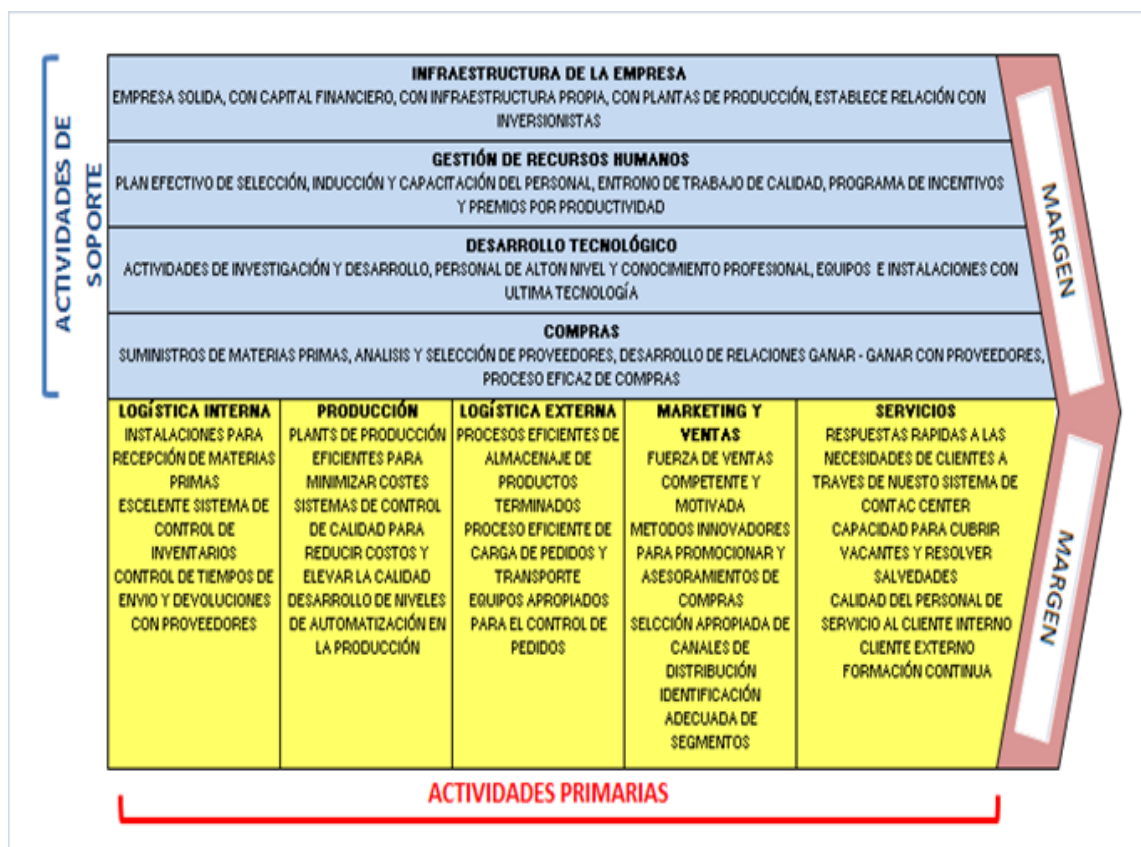 ACTIVIDADES DE
SOPORTE
INFRAESTRUCTURA DE LA EMPRESA
EMPRESA SOLIDA, CON CAPITAL FINANCIERO, CON INFRAESTRUCTURA PROPIA, CON PLANTAS DE PRODUCCIÓN, ESTABLECE RELACIÓN CON
INVERSIONISTAS
GESTIÓN DE RECURSOS HUMANOS
PLAN EFECTIVO DE SELECCIÓN, INDUCCIÓN Y CAPACITACIÓN DEL PERSONAL, ENTRONO DE TRABAJO DE CALIDAD, PROGRAMA DE INCENTIVOS
Y PREMIOS POR PRODUCTIVIDAD
DESARROLLO TECNOLÓGICO
ACTIVIDADES DE INVESTIGACIÓN Y DESARROLLO, PERSONAL DE ALTON NIVEL Y CONOCIMIENTO PROFESIONAL, EQUIPOS E INSTALACIONES CON
ULTIMA TECNOLOGÍA
COMPRAS
SUMINISTROS DE MATERIAS PRIMAS, ANALISIS Y SELECCIÓN DE PROVEEDORES, DESARROLLO DE RELACIONES GANAR - GANAR CON PROVEEDORES,
PROCESO EFICAZ DE COMPRAS
MARGEN
LOGÍSTICA INTERNA
INSTALACIONES PARA
RECEPCIÓN DE MATERIAS
PRIMAS
ESCELENTE SISTEMA DE
CONTROL DE
INVENTARIOS
CONTROL DE TIEMPOS DE
ENVIO Y DEVOLUCIONES
CON PROVEEDORES
PRODUCCIÓN
PLANTS DE PRODUCCIÓN
EFICIENTES PARA
MINIMIZAR COSTES
SISTEMAS DE CONTROL
DE CALIDAD PARA
REDUCIR COSTOS Y
ELEVAR LA CALIDAD
DESARROLLO DE NIVELES
DE AUTOMATIZACIÓN EN
LA PRODUCCIÓN
LOGÍSTICA EXTERNA
PROCESOS EFICIENTES DE
ALMACENAJE DE
PRODUCTOS
TERMINADOS
PROCESO EFICIENTE DE
CARGA DE PEDIDOS Y
TRANSPORTE
EQUIPOS APROPIADOS
PARA EL CONTROL DE
PEDIDOS
MARKETING Y
VENTAS
FUERZA DE VENTAS
COMPETENTE Y
MOTIVADA
METODOS INNOVADORES
PARA PROMOCIONAR Y
ASESORAMIENTOS DE
COMPRAS
SELCCIÓN APROPIADA DE
CANALES DE
DISTRIBUCIÓN
IDENTIFICACIÓN
ADECUADA DE
SEGMENTOS
SERVICIOS
RESPUESTAS RAPIDAS A LAS
NECESIDADES DE CLIENTES A
TRAVES DE NUESTO SISTEMA DE
CONTAC CENTER
CAPACIDAD PARA CUBRIR
VACANTES Y RESOLVER
SALVEDADES
CALIDAD DEL PERSONAL DE
SERVICIO AL CLIENTE INTERNO
CLIENTE EXTERNO
FORMACIÓN CONTINUA
MARGEN
ACTIVIDADES PRIMARIAS